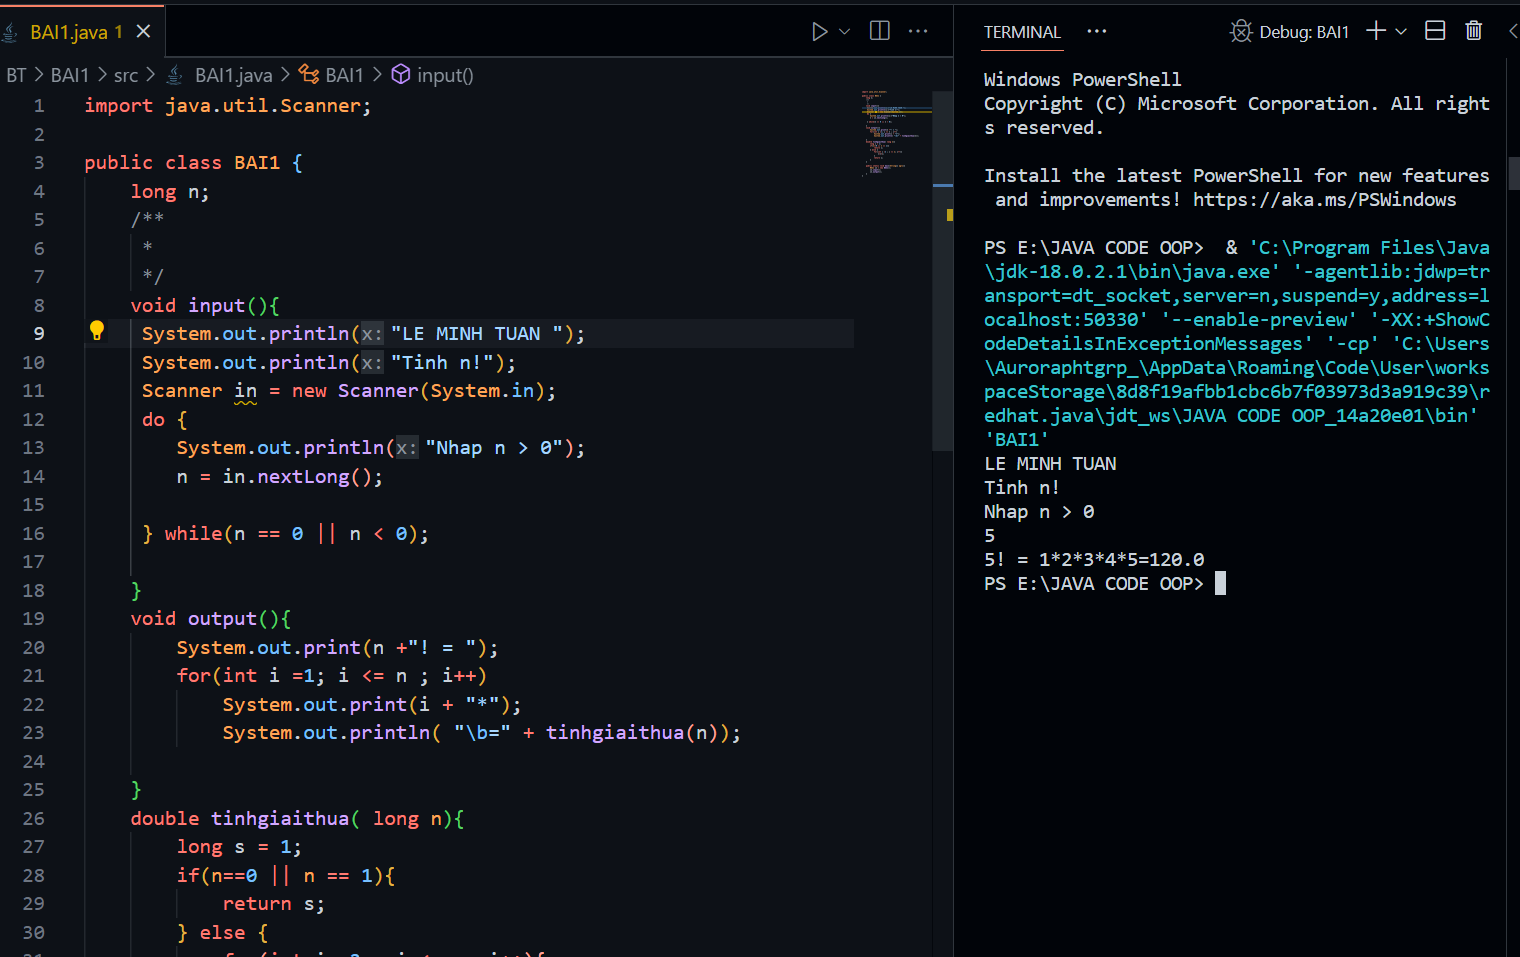 BAI1.java 1
BT > BAI1 > src > BAI1.java > BAI1 > input()
1 import java.util.Scanner;
2
3 public class BAI1 {
4 long n;
5 /**
6 *
7 */
8 void input(){
9 System.out.println(x: "LE MINH TUAN ");
10 System.out.println(x: "Tinh n!");
11 Scanner in = new Scanner(System.in);
12 do {
13 System.out.println(x: "Nhap n > 0");
14 n = in.nextLong();
15
16 } while(n == 0 || n < 0);
17
18 }
19 void output(){
20 System.out.print(n +"! = ");
21 for(int i =1; i <= n ; i++)
22 System.out.print(i + "*");
23 System.out.println( "\b=" + tinhgiaithua(n));
24
25 }
26 double tinhgiaithua( long n){
27 long s = 1;
28 if(n==0 || n == 1){
29 return s;
30 } else {
TERMINAL
Debug: BAI1
Windows PowerShell
Copyright (C) Microsoft Corporation. All right
s reserved.
Install the latest PowerShell for new features
and improvements! https://aka.ms/PSWindows
PS E:\JAVA CODE OOP>  & 'C:\Program Files\Java
\jdk-18.0.2.1\bin\java.exe' '-agentlib:jdwp=tr
ansport=dt_socket,server=n,suspend=y,address=l
ocalhost:50330' '--enable-preview' '-XX:+ShowC
odeDetailsInExceptionMessages' '-cp' 'C:\Users
\Auroraphtgrp_\AppData\Roaming\Code\User\works
paceStorage\8d8f19afbb1cbc6b7f03973d3a919c39\r
edhat.java\jdt_ws\JAVA CODE OOP_14a20e01\bin'
'BAI1'
LE MINH TUAN
Tinh n!
Nhap n > 0
5
5! = 1*2*3*4*5=120.0
PS E:\JAVA CODE OOP>